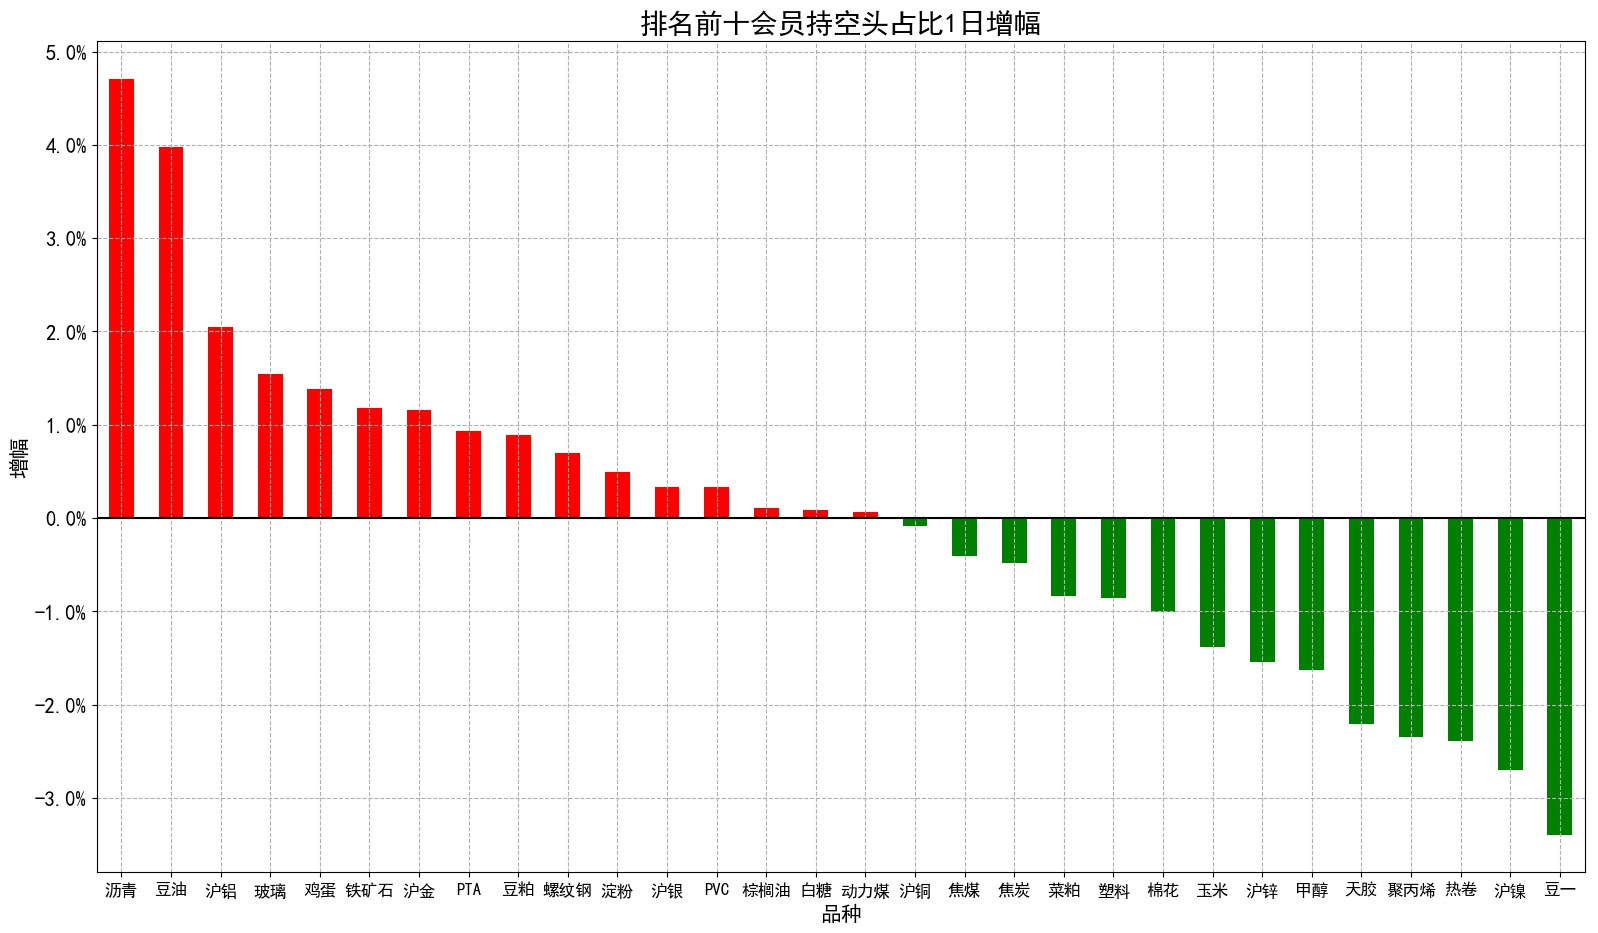 排名前十会员持空头占比1日增幅
5.0%
4.0%
3.0%
2.0%
1.0%
0.0%
-1.0%
-2.0%
-3.0%
增幅
沥青 豆油 沪铝 玻璃 鸡蛋 铁矿石 沪金 PTA 豆粕 螺纹钢 淀粉 沪银 PVC 棕榈油 白糖 动力煤 沪铜 焦煤 焦炭 菜粕 塑料 棉花 玉米 沪锌 甲醇 天胶 聚丙烯 热卷 沪镍 豆一
品种